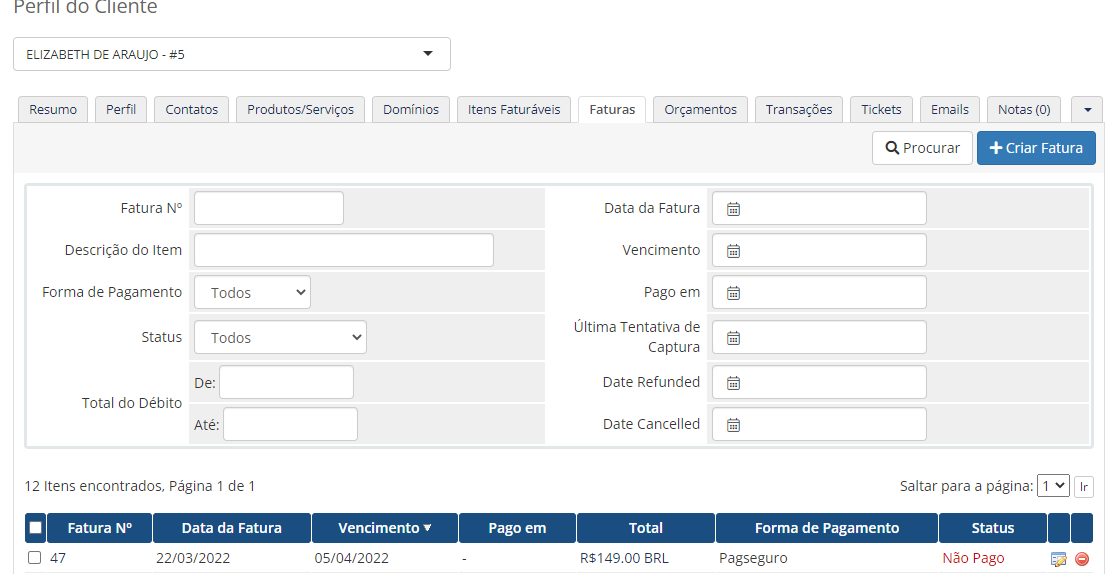 Perfil do Cliente
ELIZABETH DE ARAUJO - #5
Resumo Perfil Contatos Produtos/Serviços Domínios Itens Faturáveis Faturas Orçamentos Transações Tickets Emails Notas (0)
Procurar Criar Fatura
Fatura Nº Data da Fatura
Descrição do Item Vencimento
Forma de Pagamento Todos Pago em
Status Todos Última Tentativa de
Captura
Total do Débito De: Date Refunded
Até: Date Cancelled
12 Itens encontrados, Página 1 de 1 Saltar para a página: 1 Ir
Fatura Nº Data da Fatura Vencimento Pago em Total Forma de Pagamento Status
47 22/03/2022 05/04/2022 - R$149.00 BRL Pagseguro Não Pago